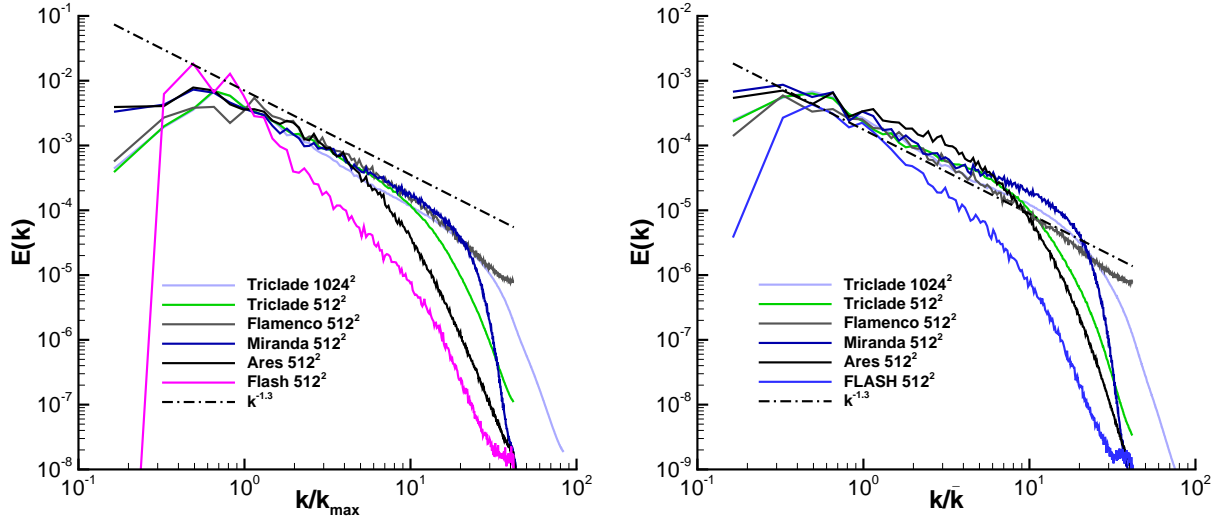 E(k)
10^-1
10^-2
10^-3
10^-4
10^-5
10^-6
10^-7
10^-8
Triclade 1024^2
Triclade 512^2
Flamenco 512^2
Miranda 512^2
Ares 512^2
Flash 512^2
k^-1.3
10^-1 10^0 10^1 10^2
k/k_max
E(k)
10^-2
10^-3
10^-4
10^-5
10^-6
10^-7
10^-8
10^-9
Triclade 1024^2
Triclade 512^2
Flamenco 512^2
Miranda 512^2
Ares 512^2
FLASH 512^2
k^-1.3
10^-1 10^0 10^1 10^2
k/k̄